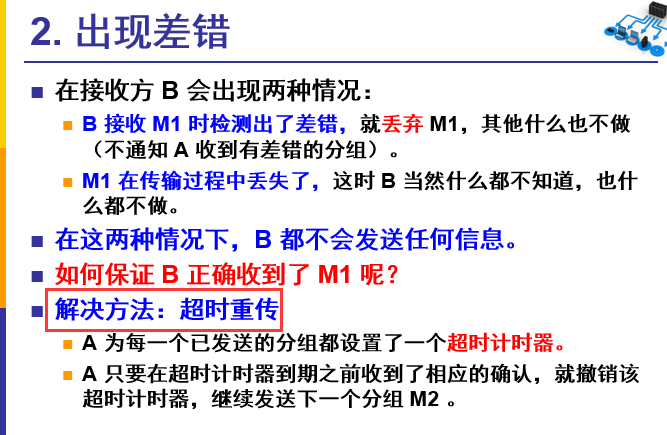 2. 出现差错
在接收方 B 会出现两种情况：
B 接收 M1 时检测出了差错，就丢弃 M1，其他什么也不做
（不通知 A 收到有差错的分组）。
M1 在传输过程中丢失了，这时 B 当然什么都不知道，也什
么都不做。
在这两种情况下，B 都不会发送任何信息。
如何保证 B 正确收到了 M1 呢？
解决方法：超时重传
A 为每一个已发送的分组都设置了一个超时计时器。
A 只要在超时计时器到期之前收到了相应的确认，就撤销该
超时计时器，继续发送下一个分组 M2 。